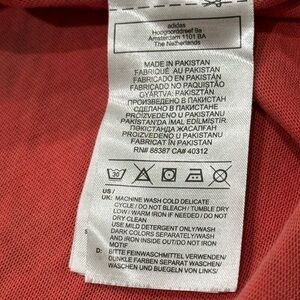 adidas
Hoogoorddreef 9a
Amsterdam 1101 BA
The Netherlands
MADE IN PAKISTAN
FABRIQUÉ AU PAKISTAN
FABRICADO EN PAKISTÁN
FABRICADO NO PAQUISTÃO
GYÁRTVA: PAKISZTÁN
ПРОИЗВЕДЕНО В ПАКИСТАН
СДЕЛАНО В ПАКИСТАНЕ
PROIZVEDENO U PAKISTANU
PAKİSTAN'DA İMAL EDİLMİŞTİR
ПӘКІСТАНДА ЖАСАЛҒАН
PROIZVEDENO U PAKISTANU
FABRICAT ÎN PAKISTAN
RN# 88387 CA# 40312
30
US /
UK: MACHINE WASH COLD DELICATE
CYCLE / DO NOT BLEACH / TUMBLE DRY
LOW / WARM IRON IF NEEDED / DO NOT
DRY CLEAN
USE MILD DETERGENT ONLY/WASH
DARK COLORS SEPARATELY/WASH
AND IRON INSIDE OUT/DO NOT IRON
MOTIF
D: BITTE FEINWASCHMITTEL VERWENDEN
DUNKLE FARBEN SEPARAT WASCHEN/
WASCHEN UND BUEGELN VON LINKS/